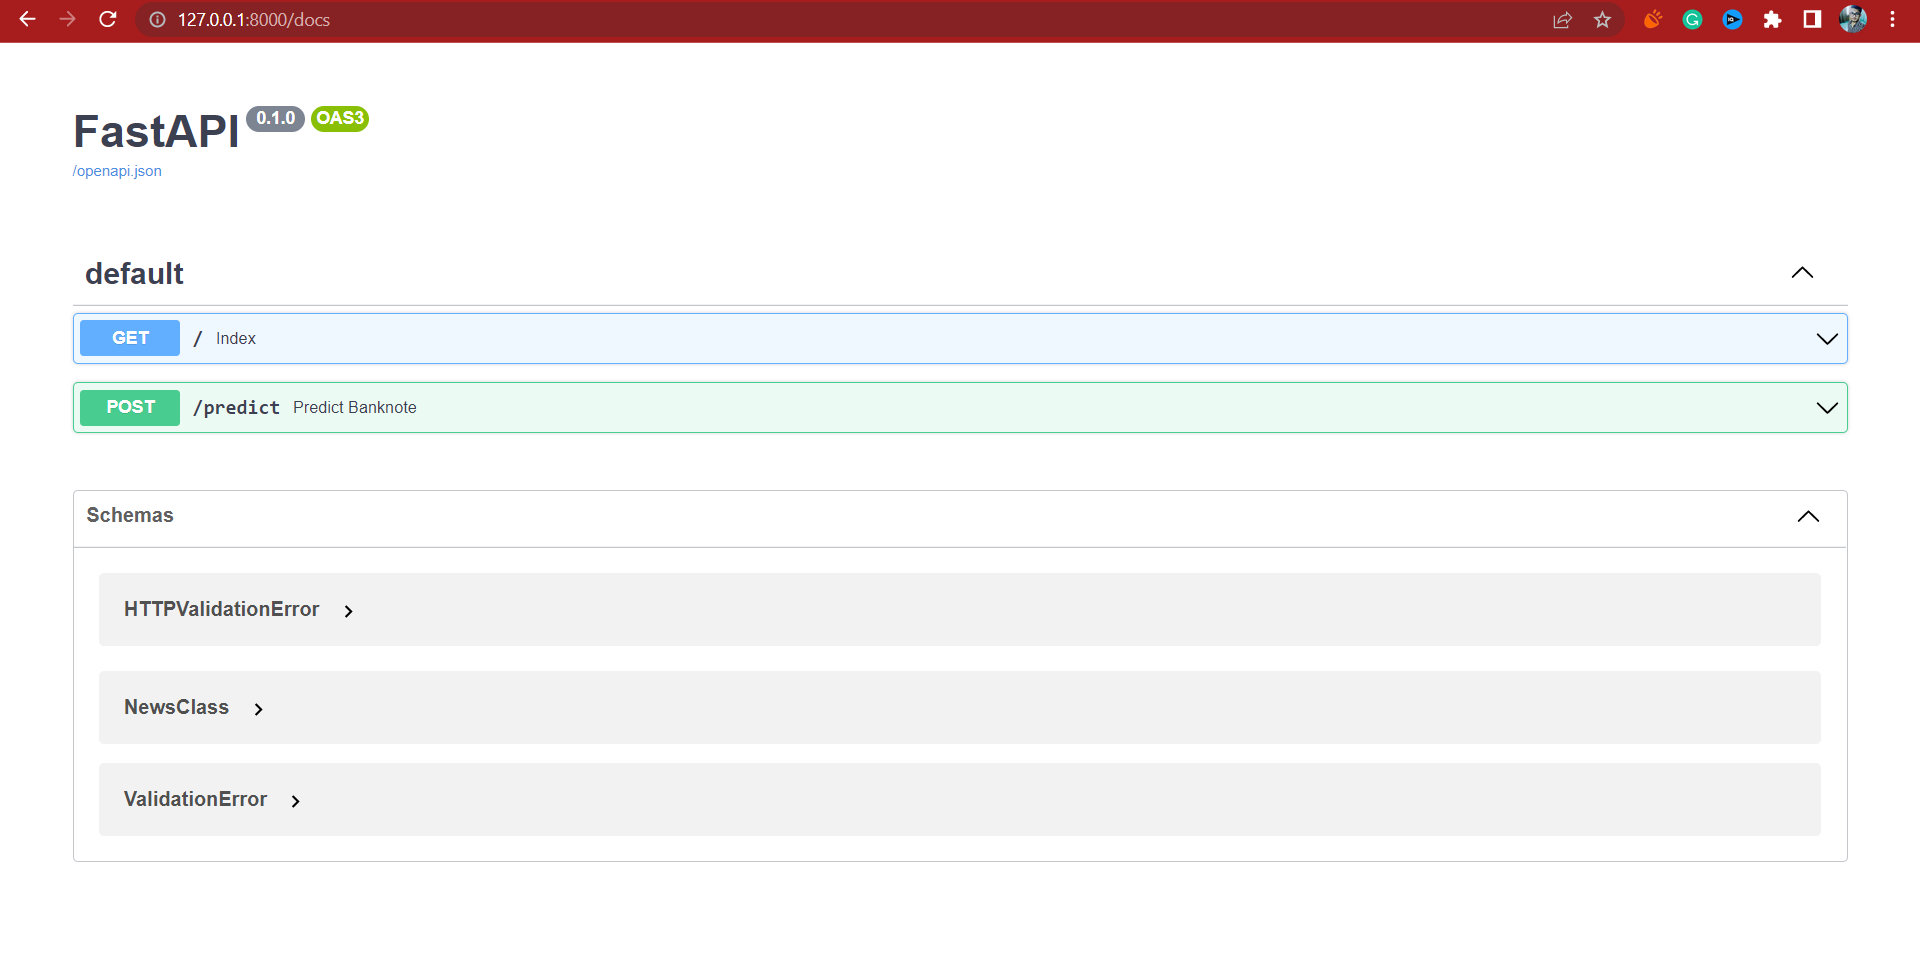 127.0.0.1:8000/docs
FastAPI 0.1.0 OAS3
/openapi.json
default
GET / Index
POST /predict Predict Banknote
Schemas
HTTPValidationError
NewsClass
ValidationError